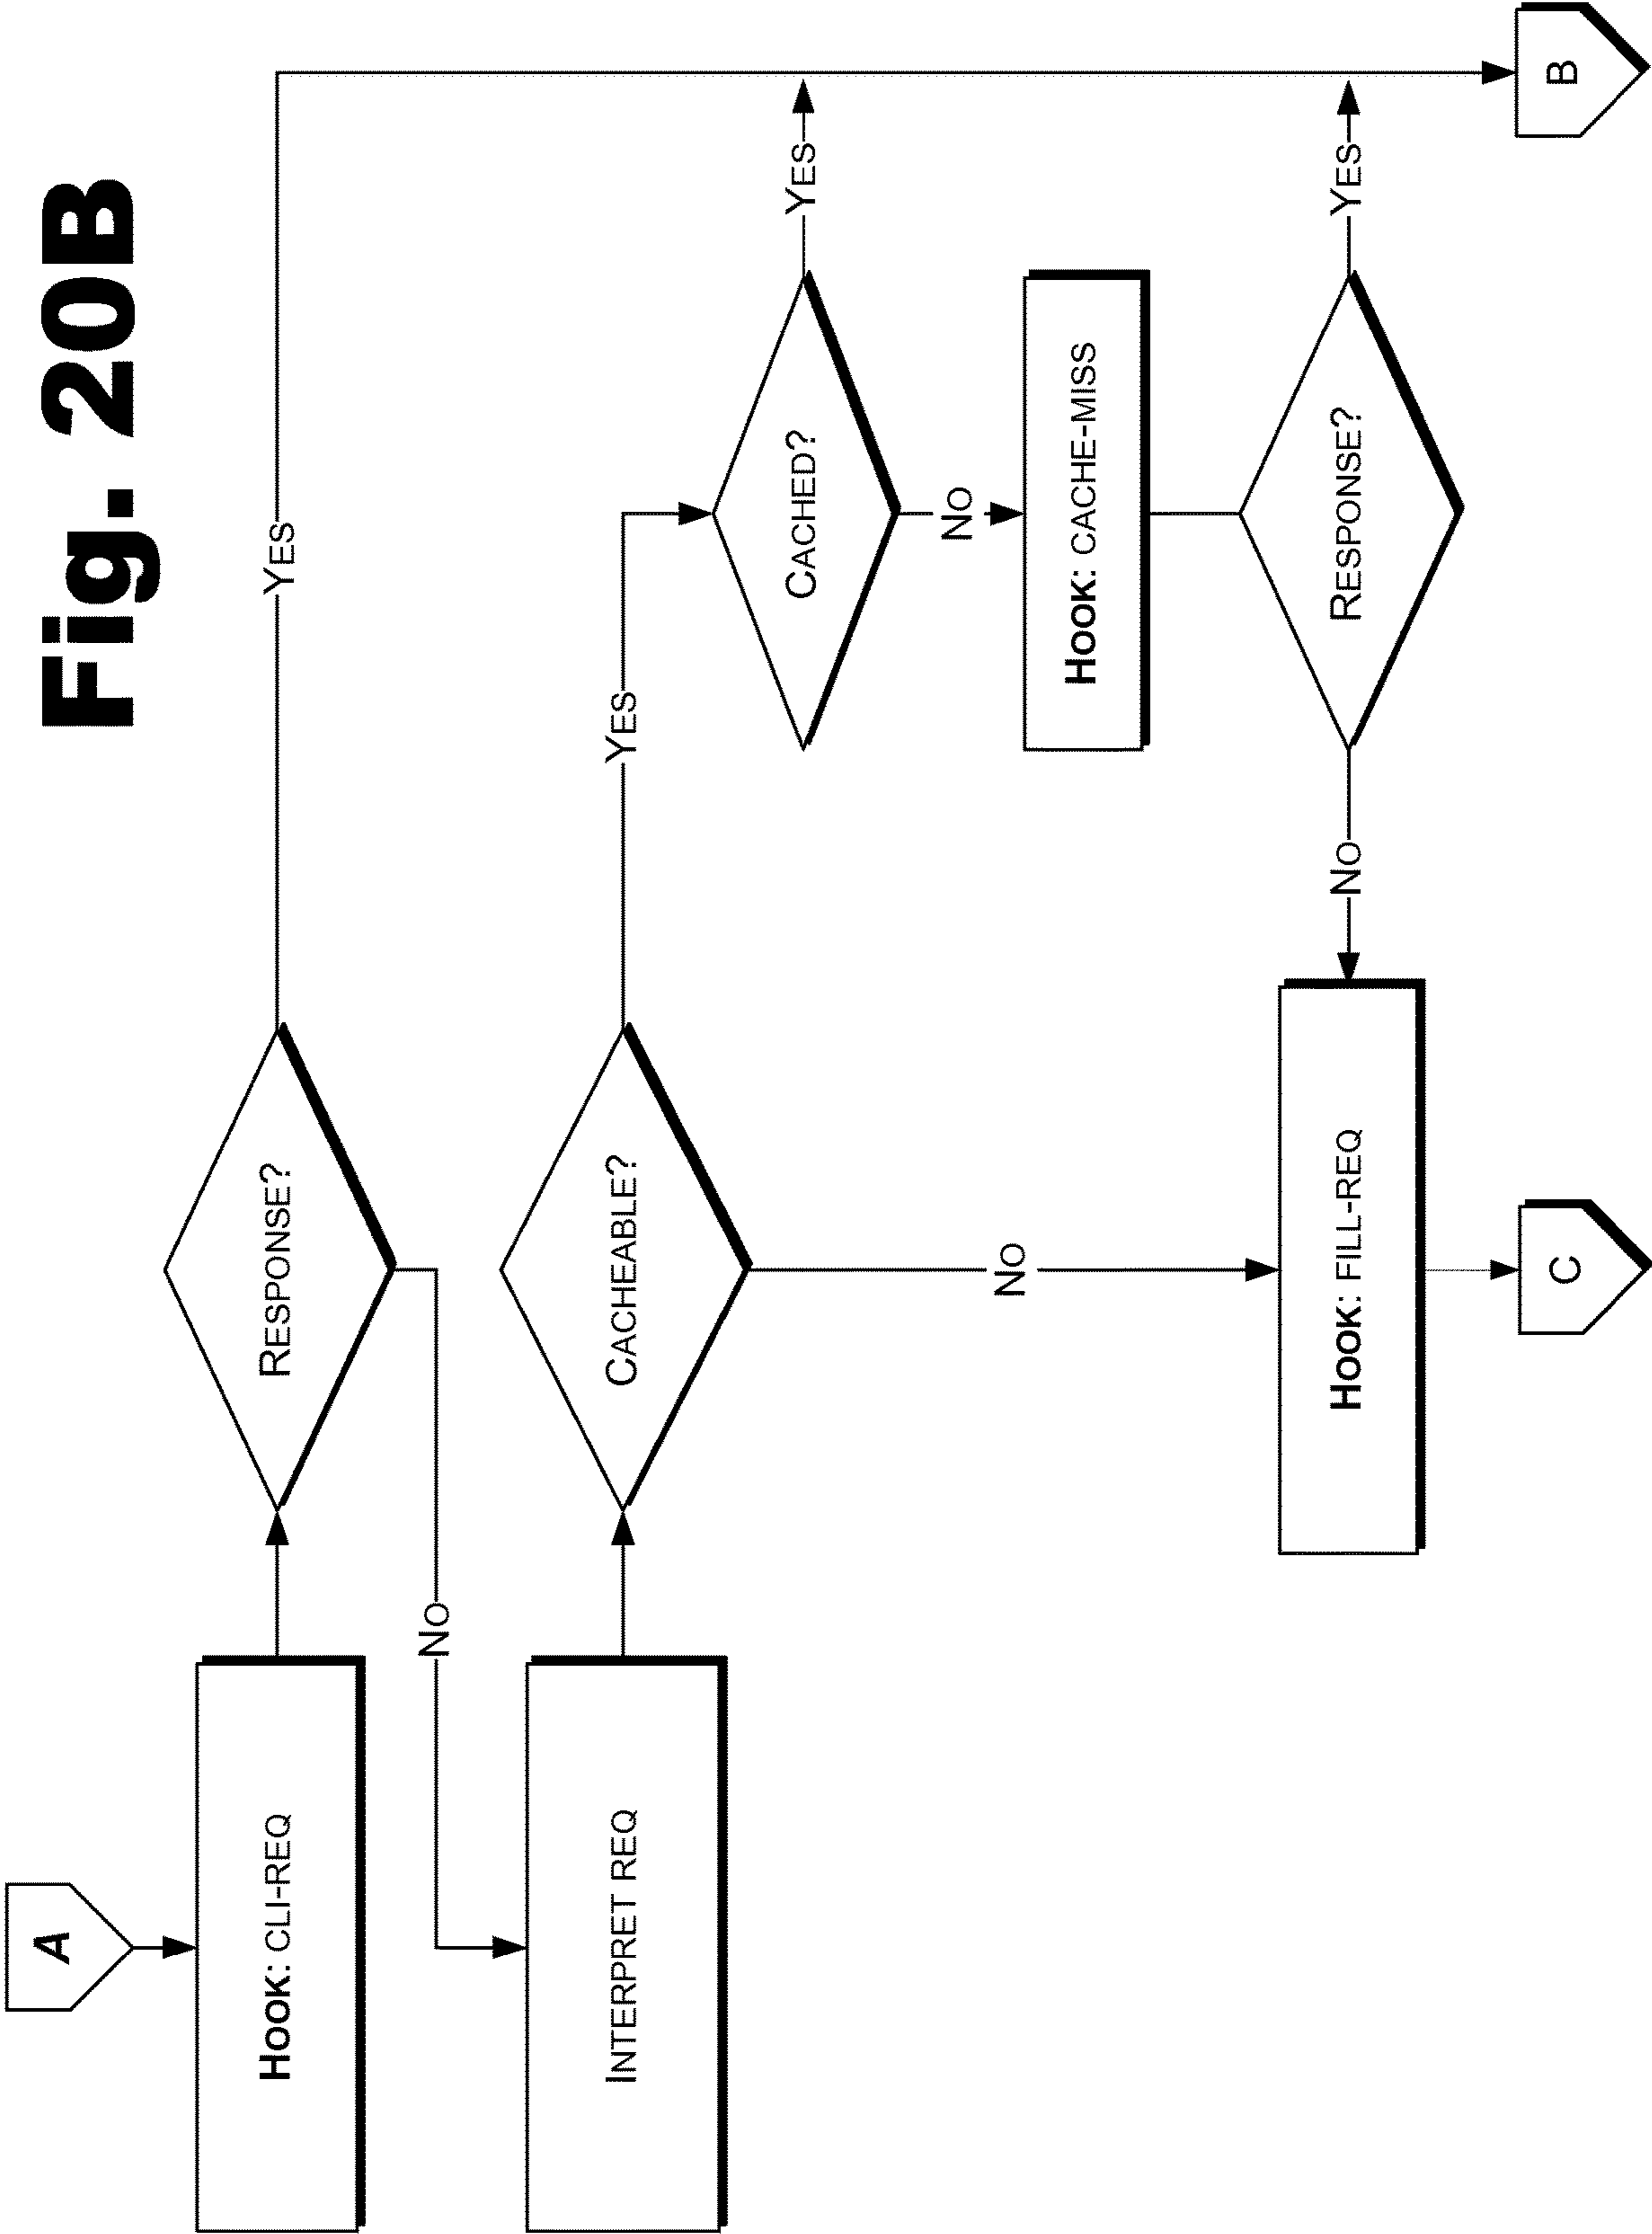 Fig. 20B
A
HOOK: CLI-REQ
RESPONSE?
YES
NO
INTERPRET REQ
CACHEABLE?
YES
CACHED?
YES
NO
HOOK: CACHE-MISS
RESPONSE?
YES
NO
NO
HOOK: FILL-REQ
C
B